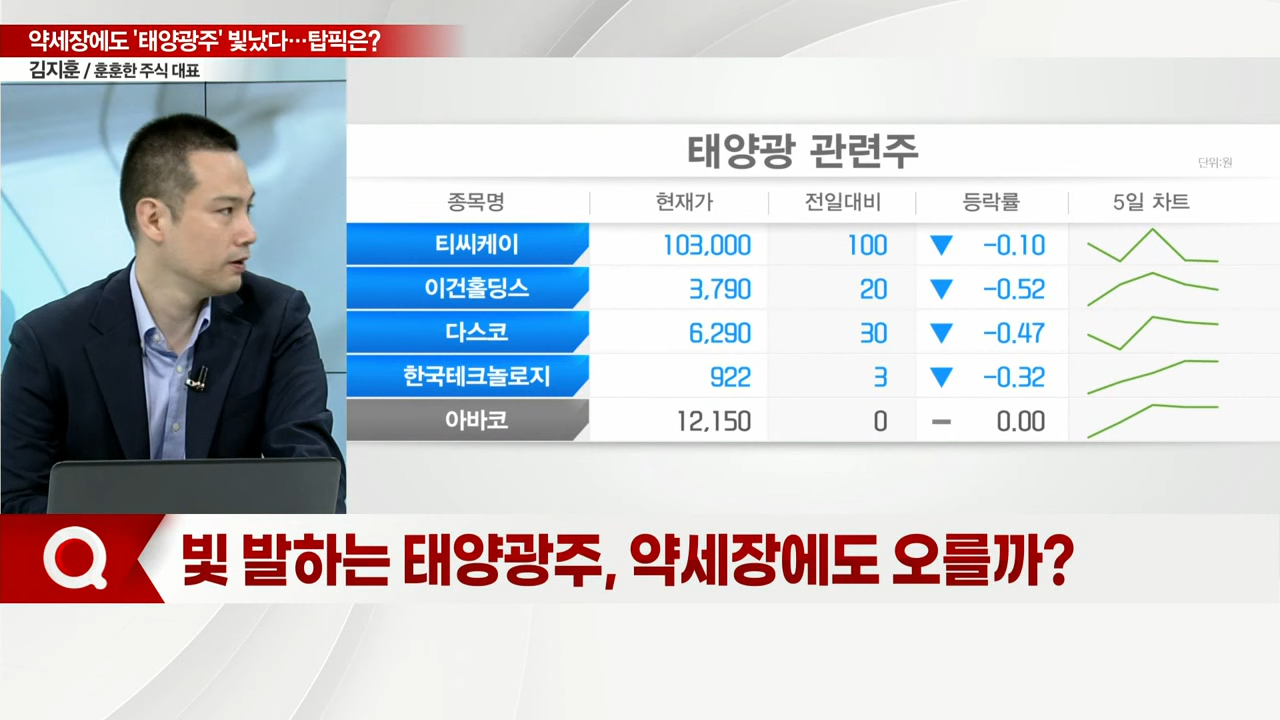 약세장에도 '태양광주' 빛났다…탑픽은?
김지훈 / 훈훈한 주식 대표
태양광 관련주
단위:원
종목명 현재가 전일대비 등락률 5일 차트
티씨케이 103,000 100 ▼ -0.10
이건홀딩스 3,790 20 ▼ -0.52
다스코 6,290 30 ▼ -0.47
한국테크놀로지 922 3 ▼ -0.32
아바코 12,150 0 - 0.00
Q 빛 발하는 태양광주, 약세장에도 오를까?